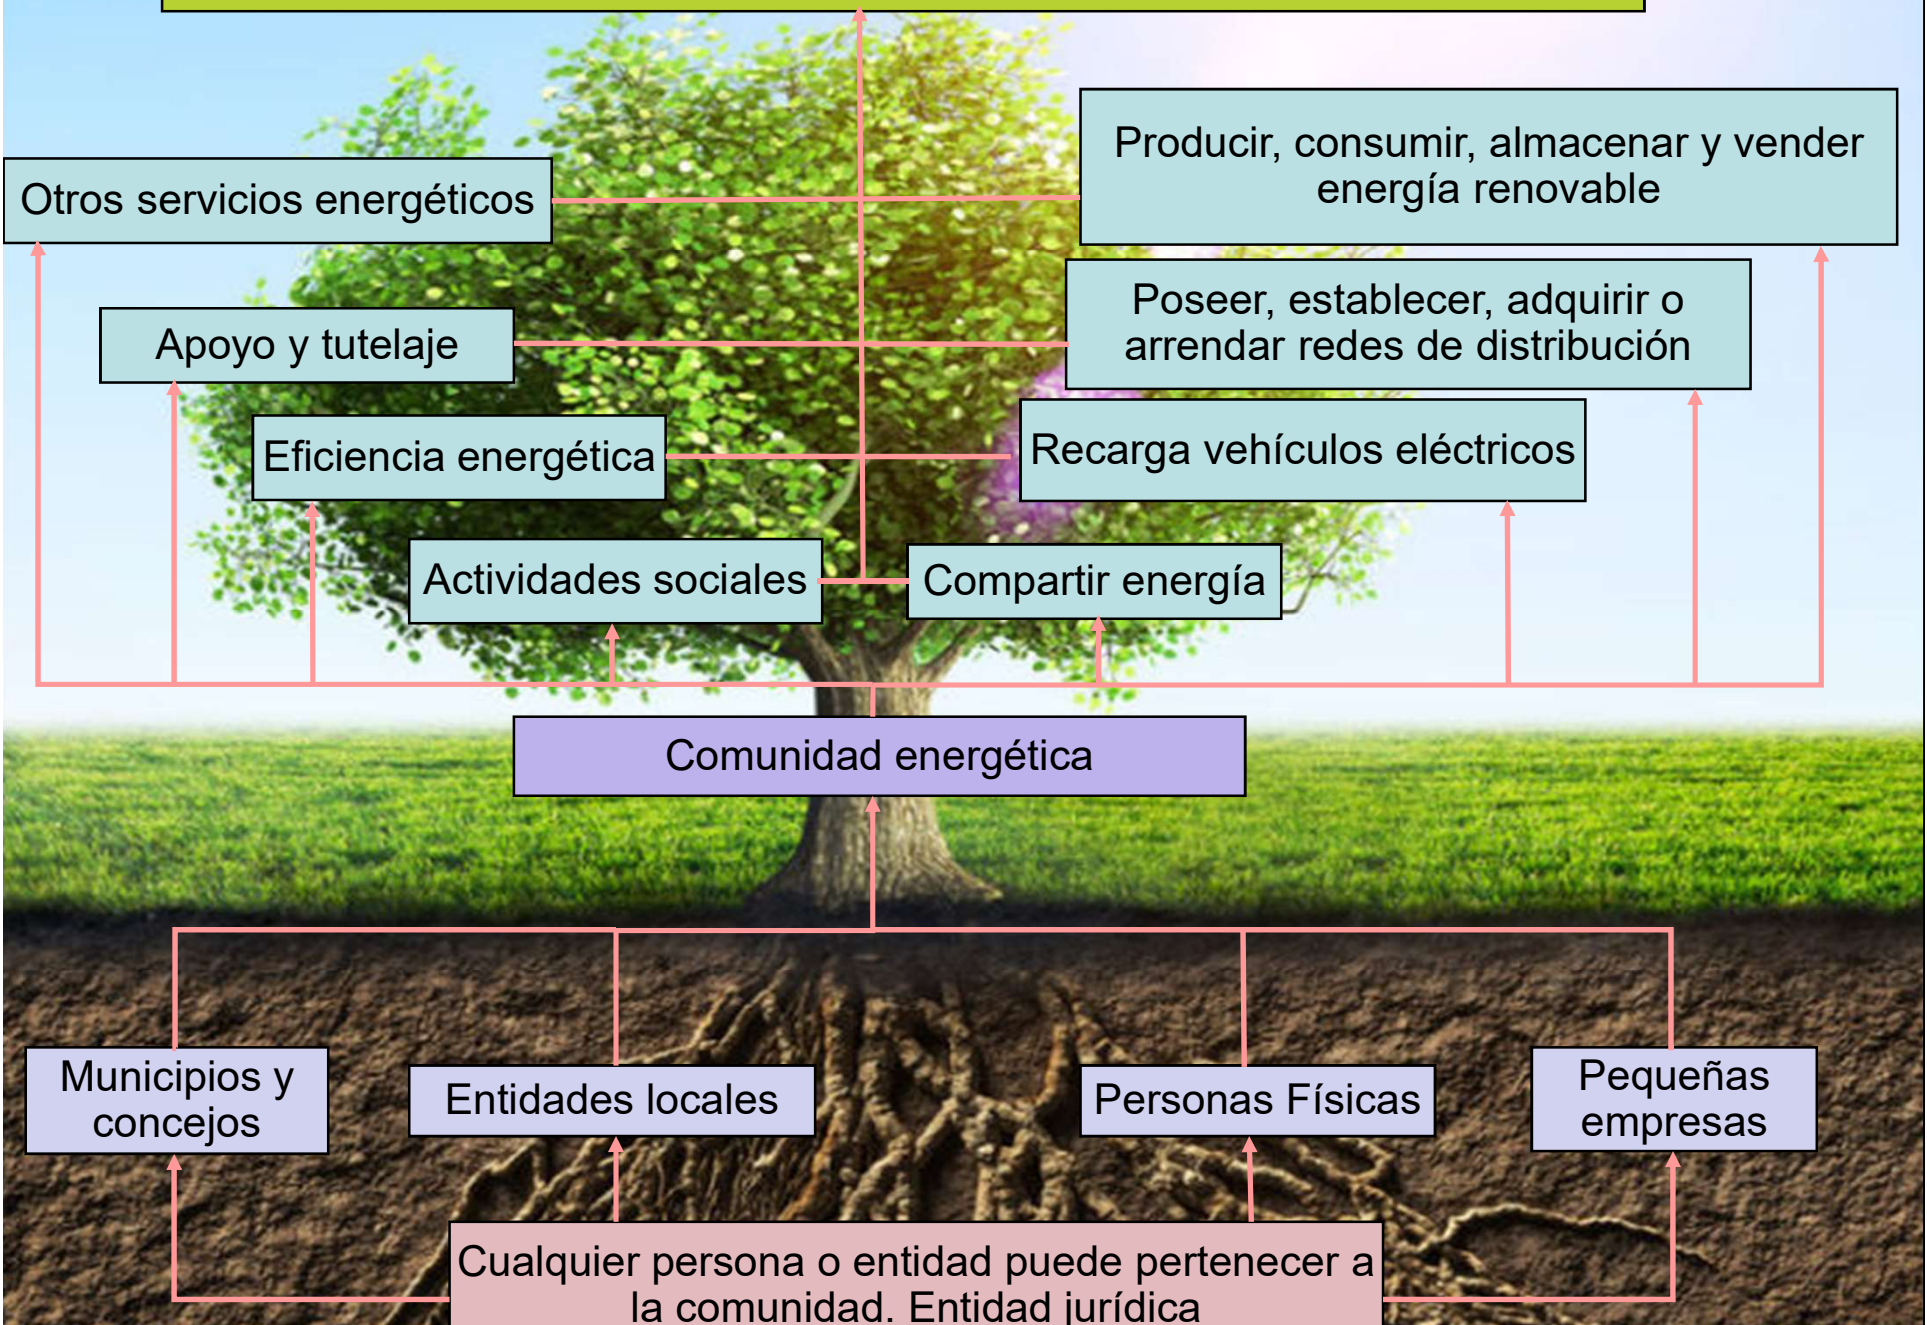 Producir, consumir, almacenar y vender
energía renovable
Otros servicios energéticos
Poseer, establecer, adquirir o
arrendar redes de distribución
Apoyo y tutelaje
Eficiencia energética
Recarga vehículos eléctricos
Actividades sociales
Compartir energía
Comunidad energética
Municipios y
concejos
Entidades locales
Personas Físicas
Pequeñas
empresas
Cualquier persona o entidad puede pertenecer a
la comunidad. Entidad jurídica